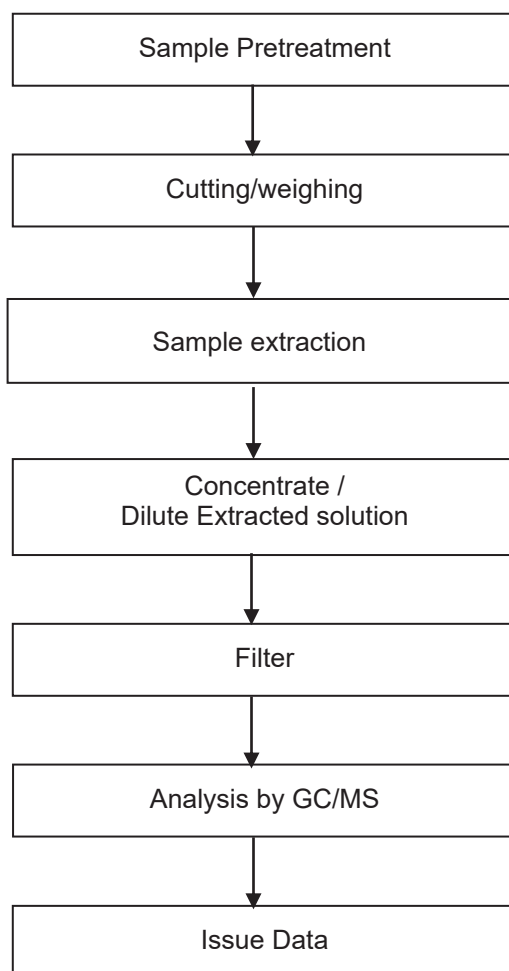 Sample Pretreatment
Cutting/weighing
Sample extraction
Concentrate /
Dilute Extracted solution
Filter
Analysis by GC/MS
Issue Data